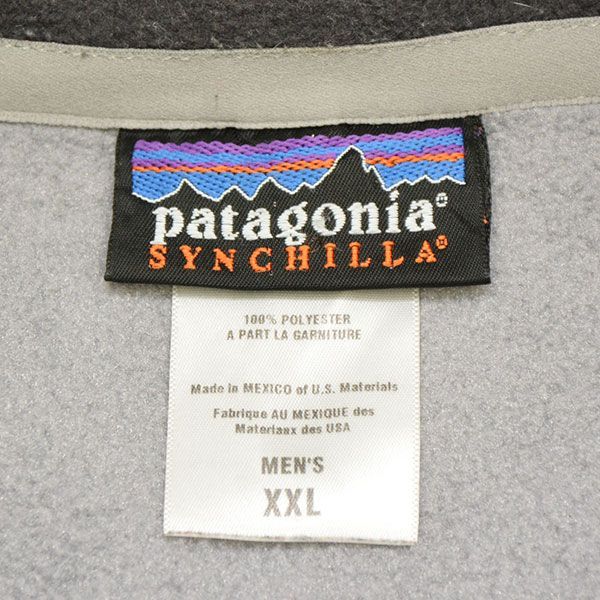 patagonia®
SYNCHILLA®
100% POLYESTER
A PART LA GARNITURE
Made in MEXICO of U.S. Materials
Fabrique AU MEXIQUE des
Materiaux des USA
MEN'S
XXL